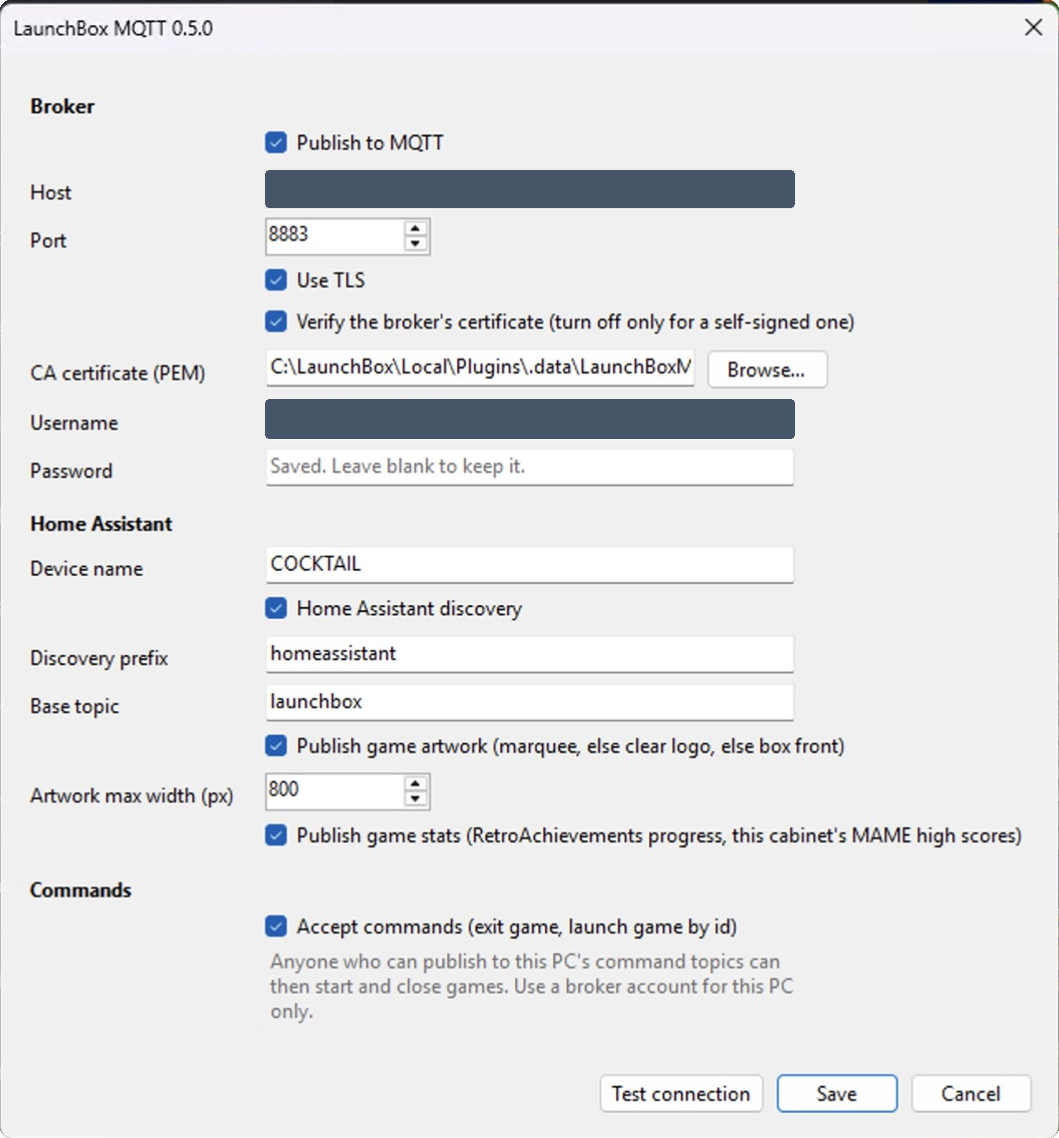 LaunchBox MQTT 0.5.0
Broker
Publish to MQTT
Host
Port
8883
Use TLS
Verify the broker's certificate (turn off only for a self-signed one)
CA certificate (PEM)
C:\LaunchBox\Local\Plugins\.data\LaunchBoxM
Browse...
Username
Password
Saved. Leave blank to keep it.
Home Assistant
Device name
COCKTAIL
Home Assistant discovery
Discovery prefix
homeassistant
Base topic
launchbox
Publish game artwork (marquee, else clear logo, else box front)
Artwork max width (px)
800
Publish game stats (RetroAchievements progress, this cabinet's MAME high scores)
Commands
Accept commands (exit game, launch game by id)
Anyone who can publish to this PC's command topics can
then start and close games. Use a broker account for this PC
only.
Test connection
Save
Cancel